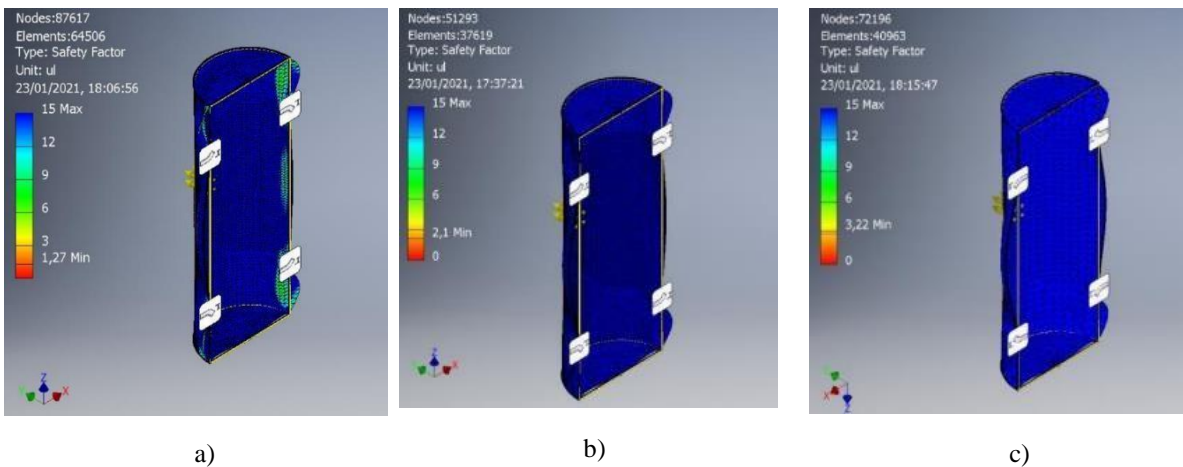 Nodes:87617
Elements:64506
Type: Safety Factor
Unit: ul
23/01/2021, 18:06:56
15 Max
12
9
6
3
1,27 Min
Z
X
a)
Nodes:51293
Elements:37619
Type: Safety Factor
Unit: ul
23/01/2021, 17:37:21
15 Max
12
9
6
2,1 Min
0
Z
X
b)
Nodes:72196
Elements:40963
Type: Safety Factor
Unit: ul
23/01/2021, 18:15:47
15 Max
12
9
6
3,22 Min
0
X
Z
c)